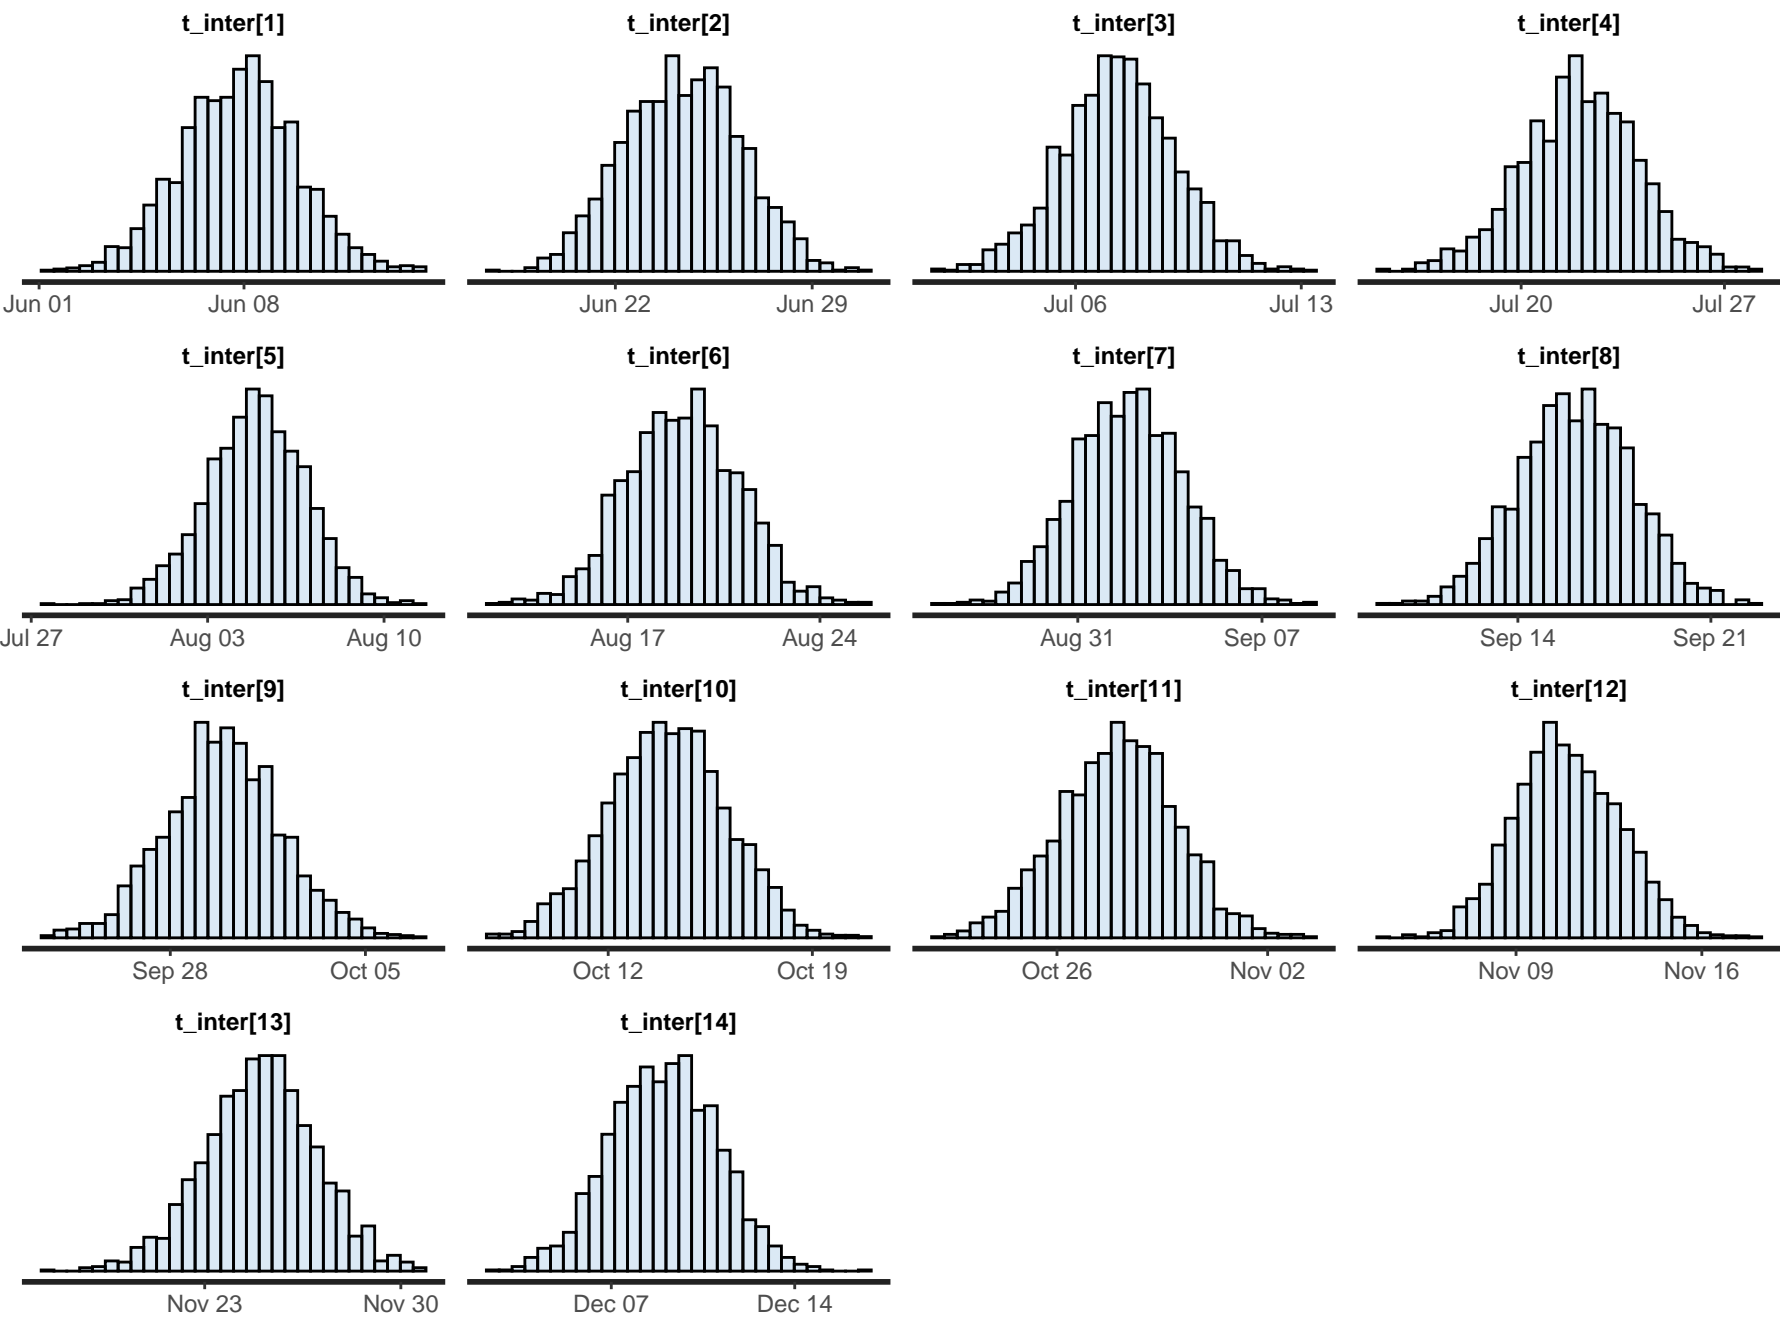 t_inter[1] t_inter[2] t_inter[3] t_inter[4]
Jun 01 Jun 08 Jun 22 Jun 29 Jul 06 Jul 13 Jul 20 Jul 27
t_inter[5] t_inter[6] t_inter[7] t_inter[8]
Jul 27 Aug 03 Aug 10 Aug 17 Aug 24 Aug 31 Sep 07 Sep 14 Sep 21
t_inter[9] t_inter[10] t_inter[11] t_inter[12]
Sep 28 Oct 05 Oct 12 Oct 19 Oct 26 Nov 02 Nov 09 Nov 16
t_inter[13] t_inter[14]
Nov 23 Nov 30 Dec 07 Dec 14